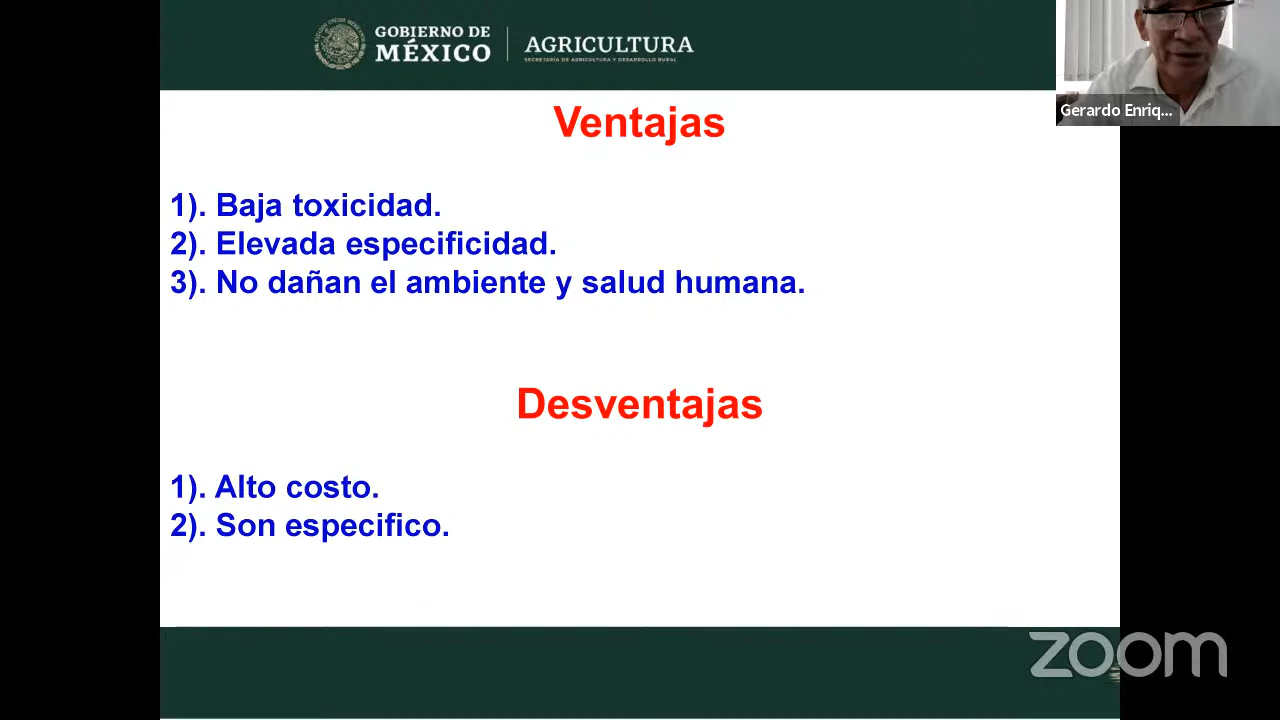 GOBIERNO DE
MÉXICO
AGRICULTURA
SECRETARÍA DE AGRICULTURA Y DESARROLLO RURAL
Gerardo Enriq...
Ventajas
1). Baja toxicidad.
2). Elevada especificidad.
3). No dañan el ambiente y salud humana.
Desventajas
1). Alto costo.
2). Son especifico.
zoom